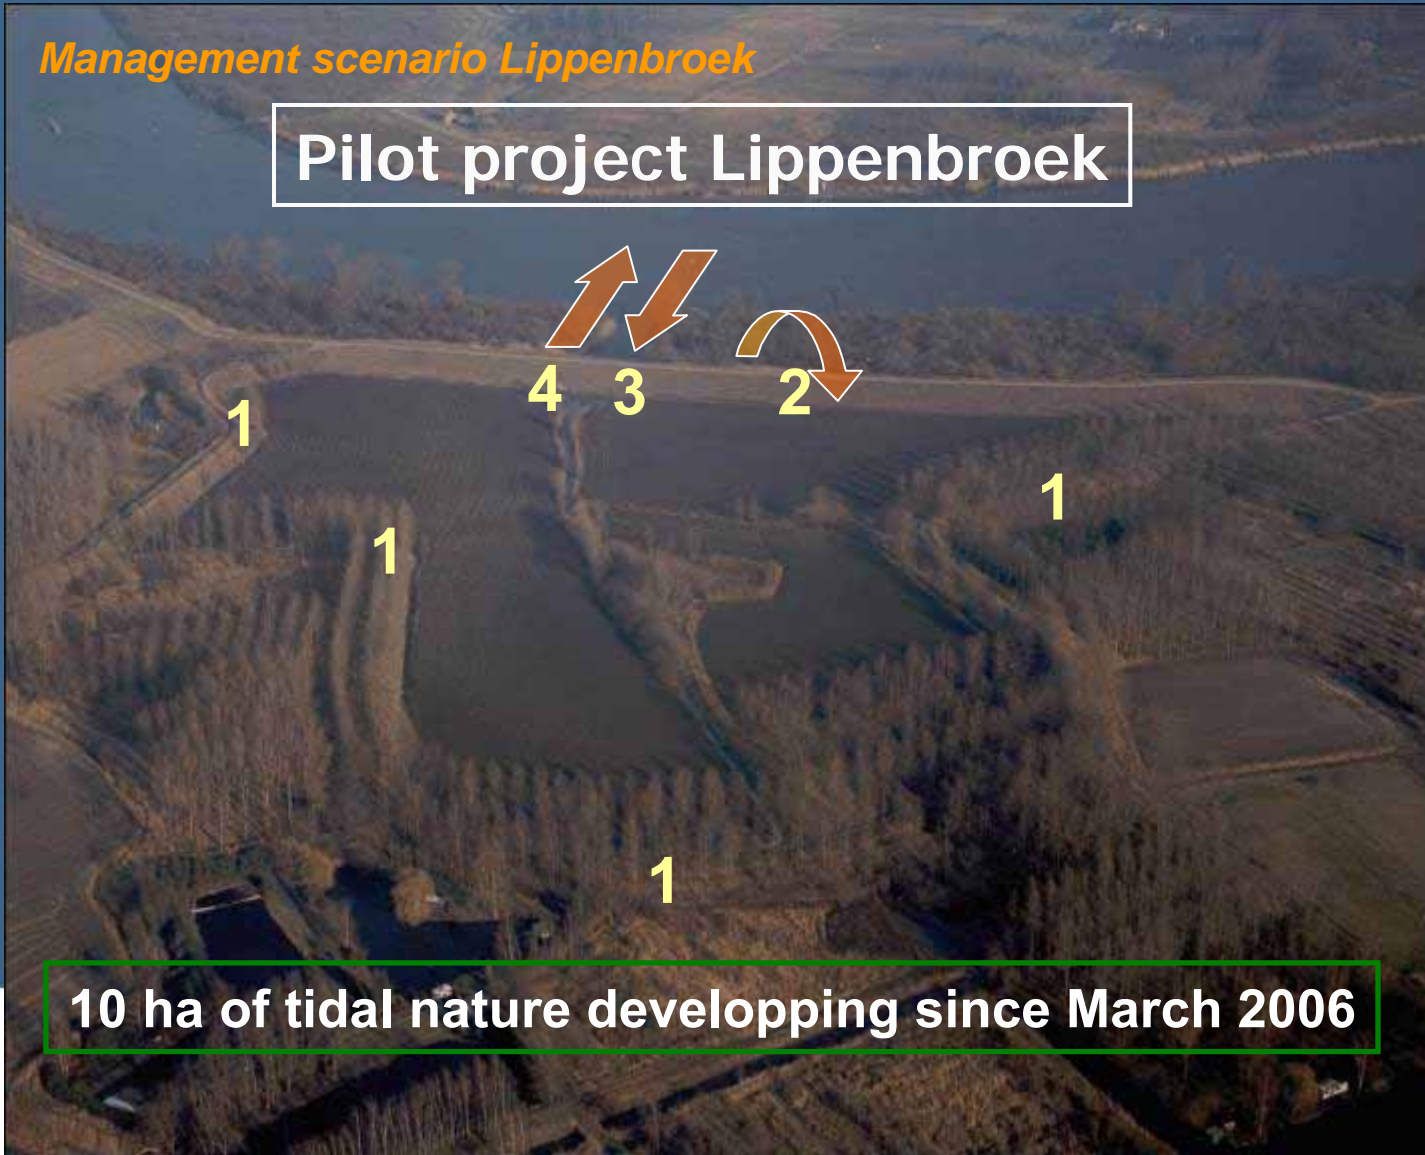 Management scenario Lippenbroek
Pilot project Lippenbroek
4 3 2
1
1
1
1
10 ha of tidal nature developping since March 2006